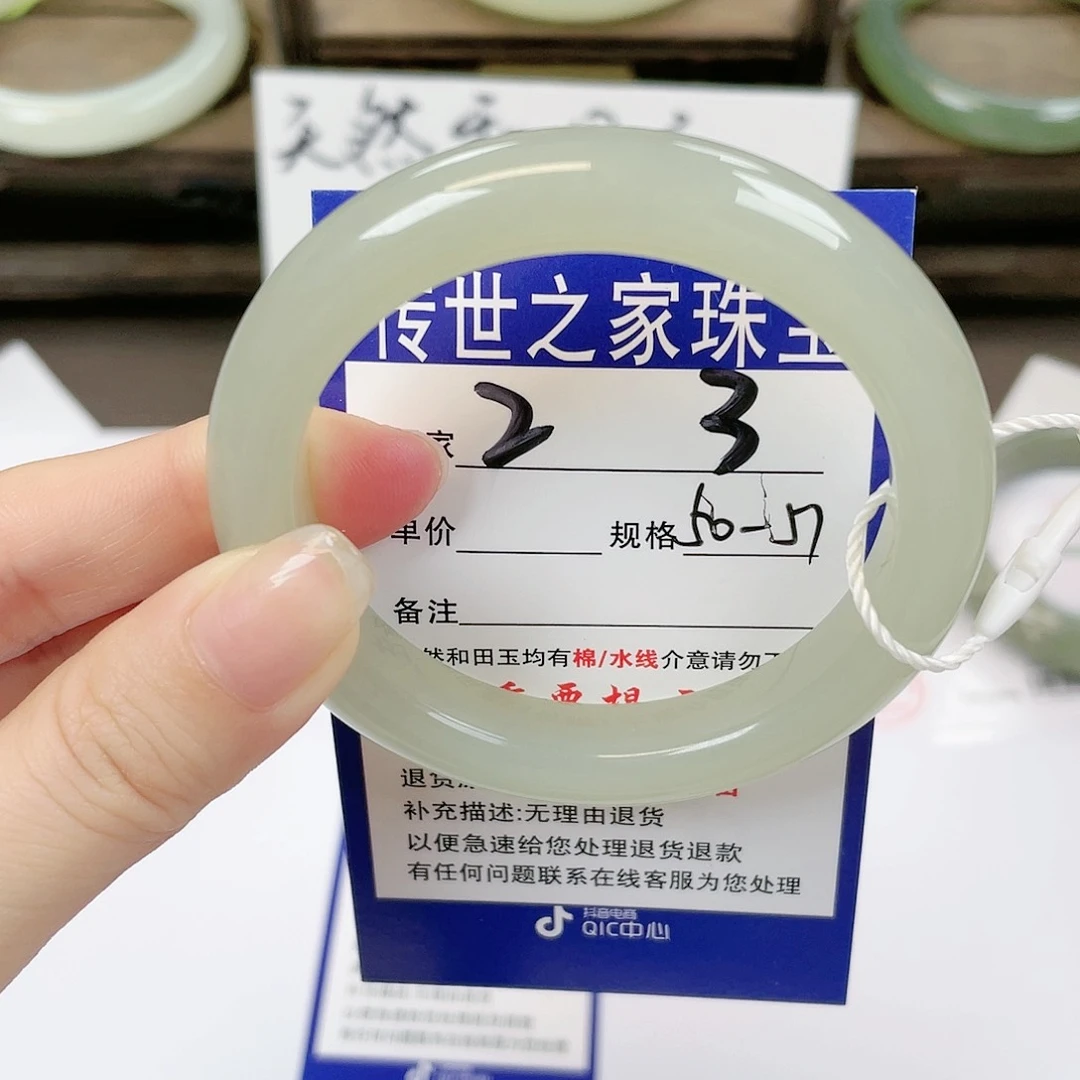 天然
传世之家珠宝
家 2 3
单价 规格 56-57
备注
然和田玉均有棉/水线介意请勿下
退货
补充描述:无理由退货
以便急速给您处理退货退款
有任何问题联系在线客服为您处理
抖音电商
QIC中心